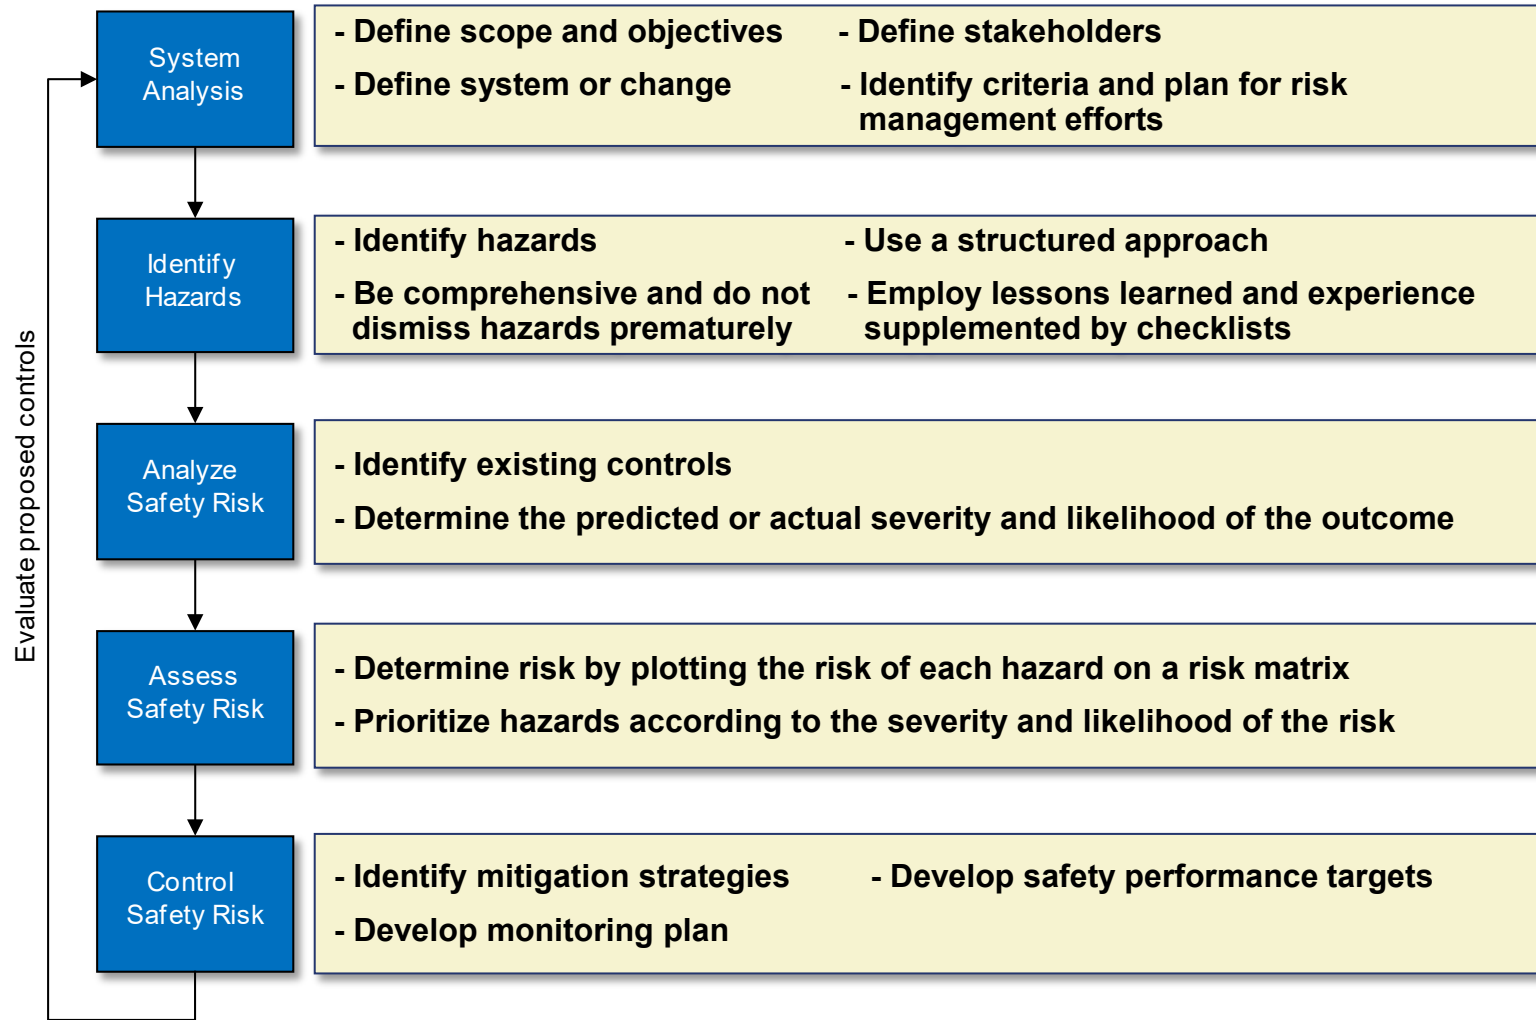 System
Analysis
- Define scope and objectives
- Define stakeholders
- Define system or change
- Identify criteria and plan for risk
management efforts
Identify
Hazards
- Identify hazards
- Use a structured approach
- Be comprehensive and do not
dismiss hazards prematurely
- Employ lessons learned and experience
supplemented by checklists
Analyze
Safety Risk
- Identify existing controls
- Determine the predicted or actual severity and likelihood of the outcome
Assess
Safety Risk
- Determine risk by plotting the risk of each hazard on a risk matrix
- Prioritize hazards according to the severity and likelihood of the risk
Control
Safety Risk
- Identify mitigation strategies
- Develop safety performance targets
- Develop monitoring plan
Evaluate proposed controls